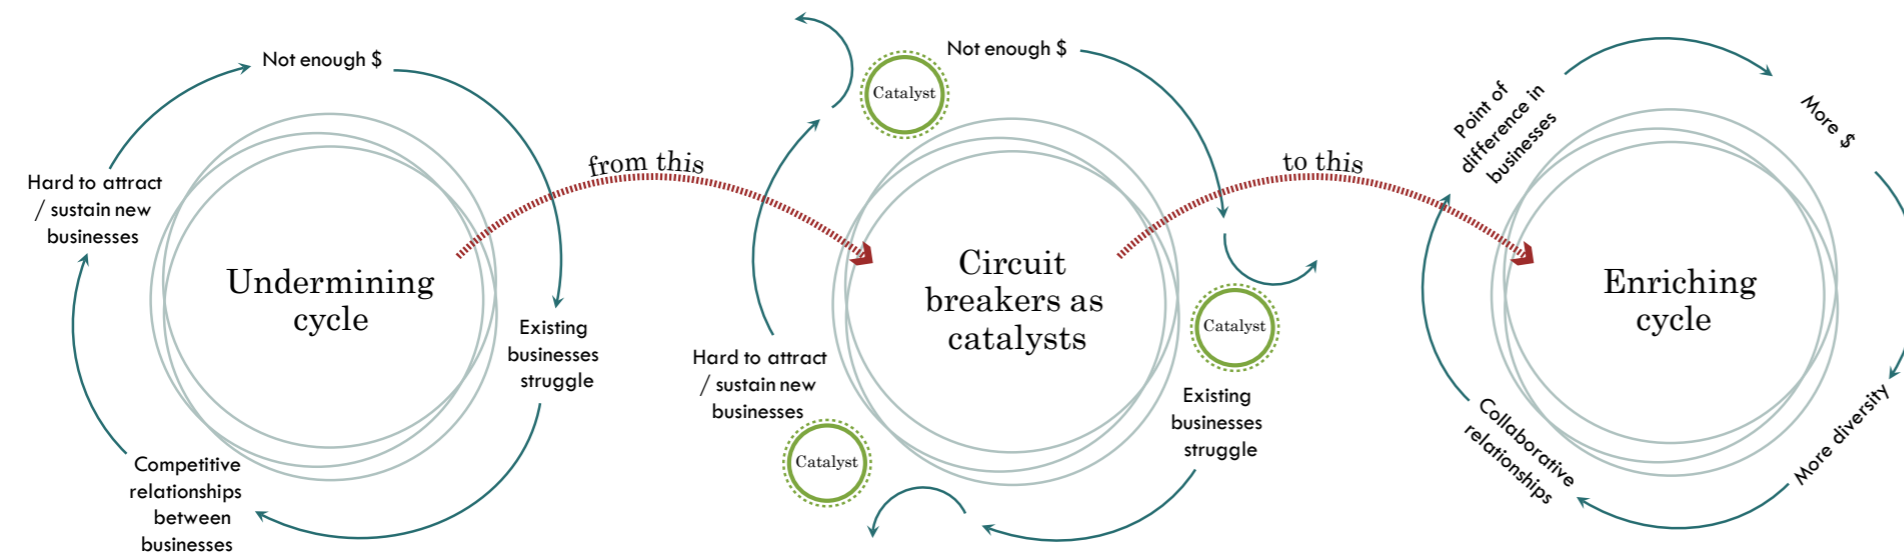 Not enough $
Hard to attract
/ sustain new
businesses
Undermining
cycle
Existing
businesses
struggle
Competitive
relationships
between
businesses
from this
Catalyst
Not enough $
Circuit
breakers as
catalysts
Catalyst
Hard to attract
/ sustain new
businesses
Existing
businesses
struggle
Catalyst
to this
Point of
difference in
businesses
More $
Enriching
cycle
More diversity
Collaborative
relationships